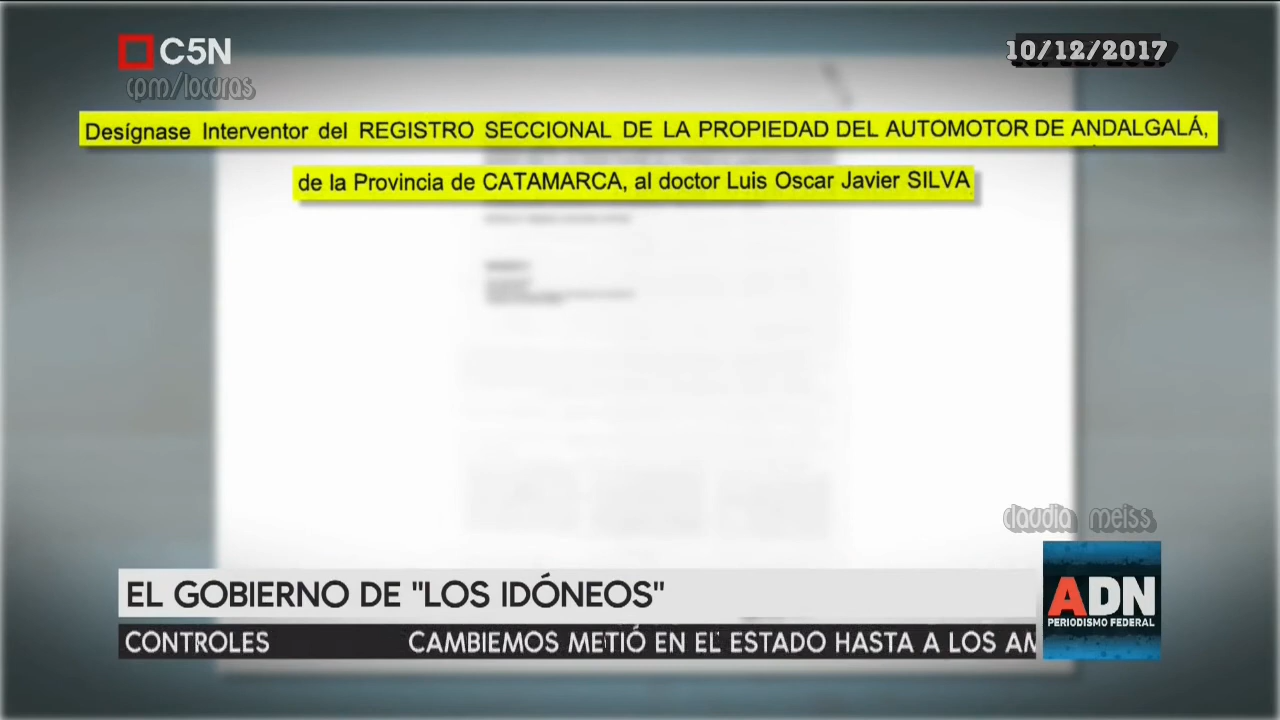 C5N
cpm/locuras
10/12/2017
Desígnase Interventor del REGISTRO SECCIONAL DE LA PROPIEDAD DEL AUTOMOTOR DE ANDALGALÁ,
de la Provincia de CATAMARCA, al doctor Luis Oscar Javier SILVA
claudia meiss
EL GOBIERNO DE "LOS IDÓNEOS"
CONTROLES CAMBIEMOS METIÓ EN EL ESTADO HASTA A LOS AM
ADN
PERIODISMO FEDERAL